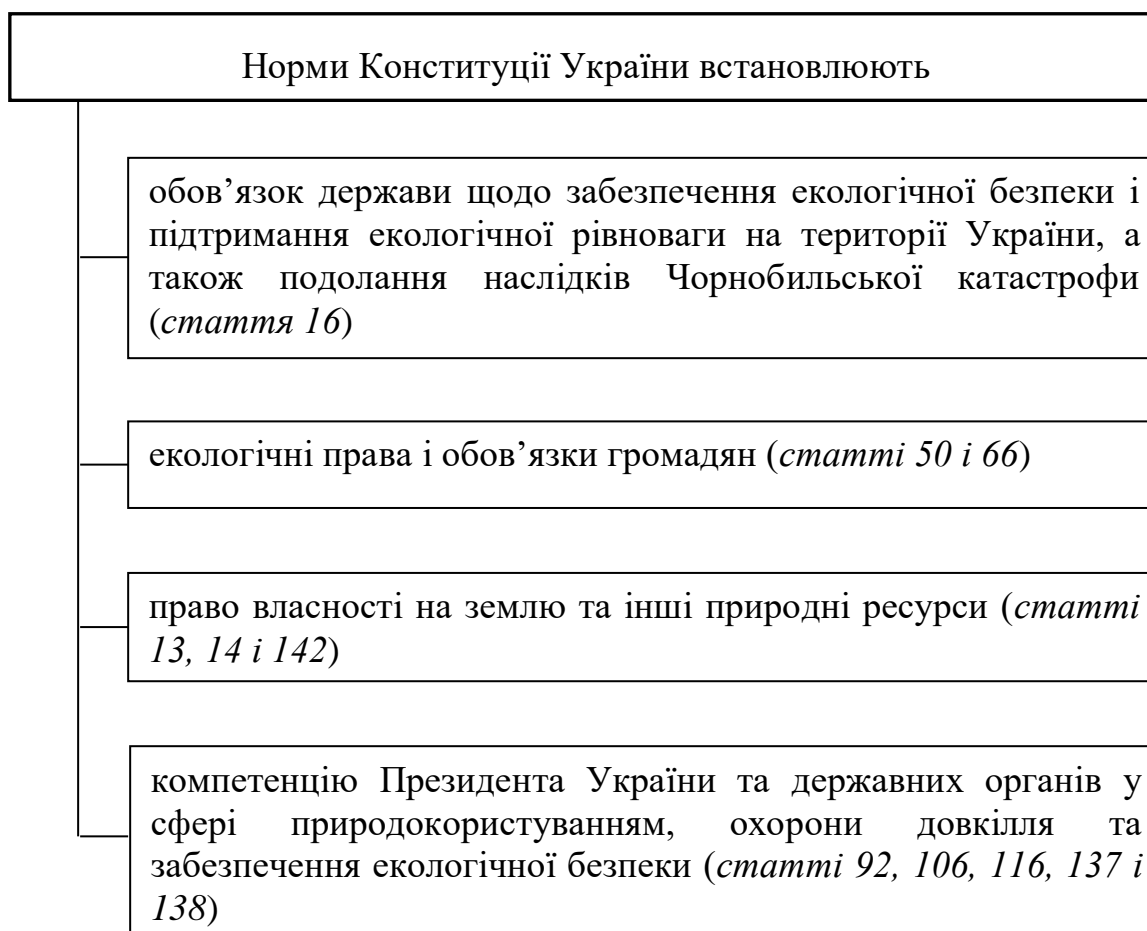 Норми Конституції України встановлюють
обов’язок держави щодо забезпечення екологічної безпеки і
підтримання екологічної рівноваги на території України, а
також подолання наслідків Чорнобильської катастрофи
(стаття 16)
екологічні права і обов’язки громадян (статті 50 і 66)
право власності на землю та інші природні ресурси (статті
13, 14 і 142)
компетенцію Президента України та державних органів у
сфері природокористуванням, охорони довкілля та
забезпечення екологічної безпеки (статті 92, 106, 116, 137 і
138)